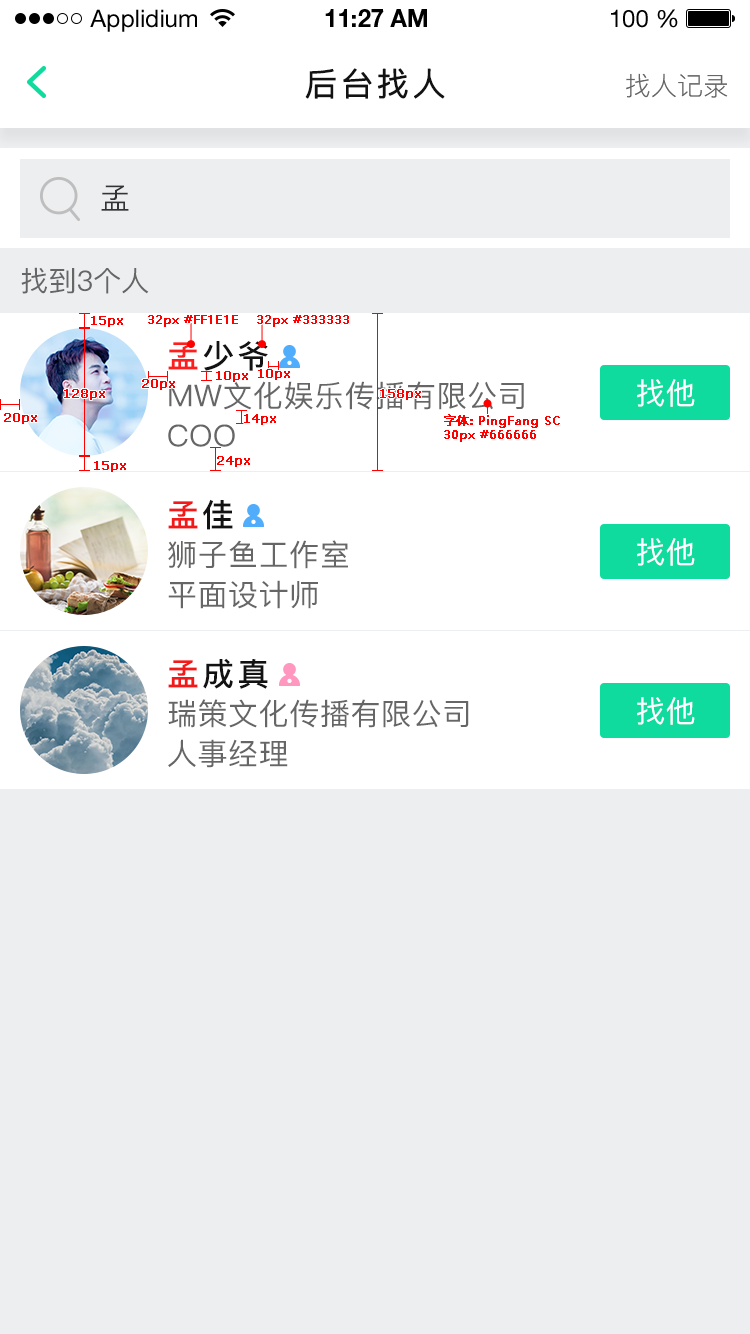 Applidium 11:27 AM 100 %
后台找人 找人记录
孟
找到3个人
15px 32px #FF1E1E 32px #333333
孟少爷
20px 10px 10px
128px 158px
MW文化娱乐传播有限公司 找他
20px 14px 字体: PingFang SC
30px #666666
COO
15px 24px
孟佳
狮子鱼工作室 找他
平面设计师
孟成真
瑞策文化传播有限公司 找他
人事经理